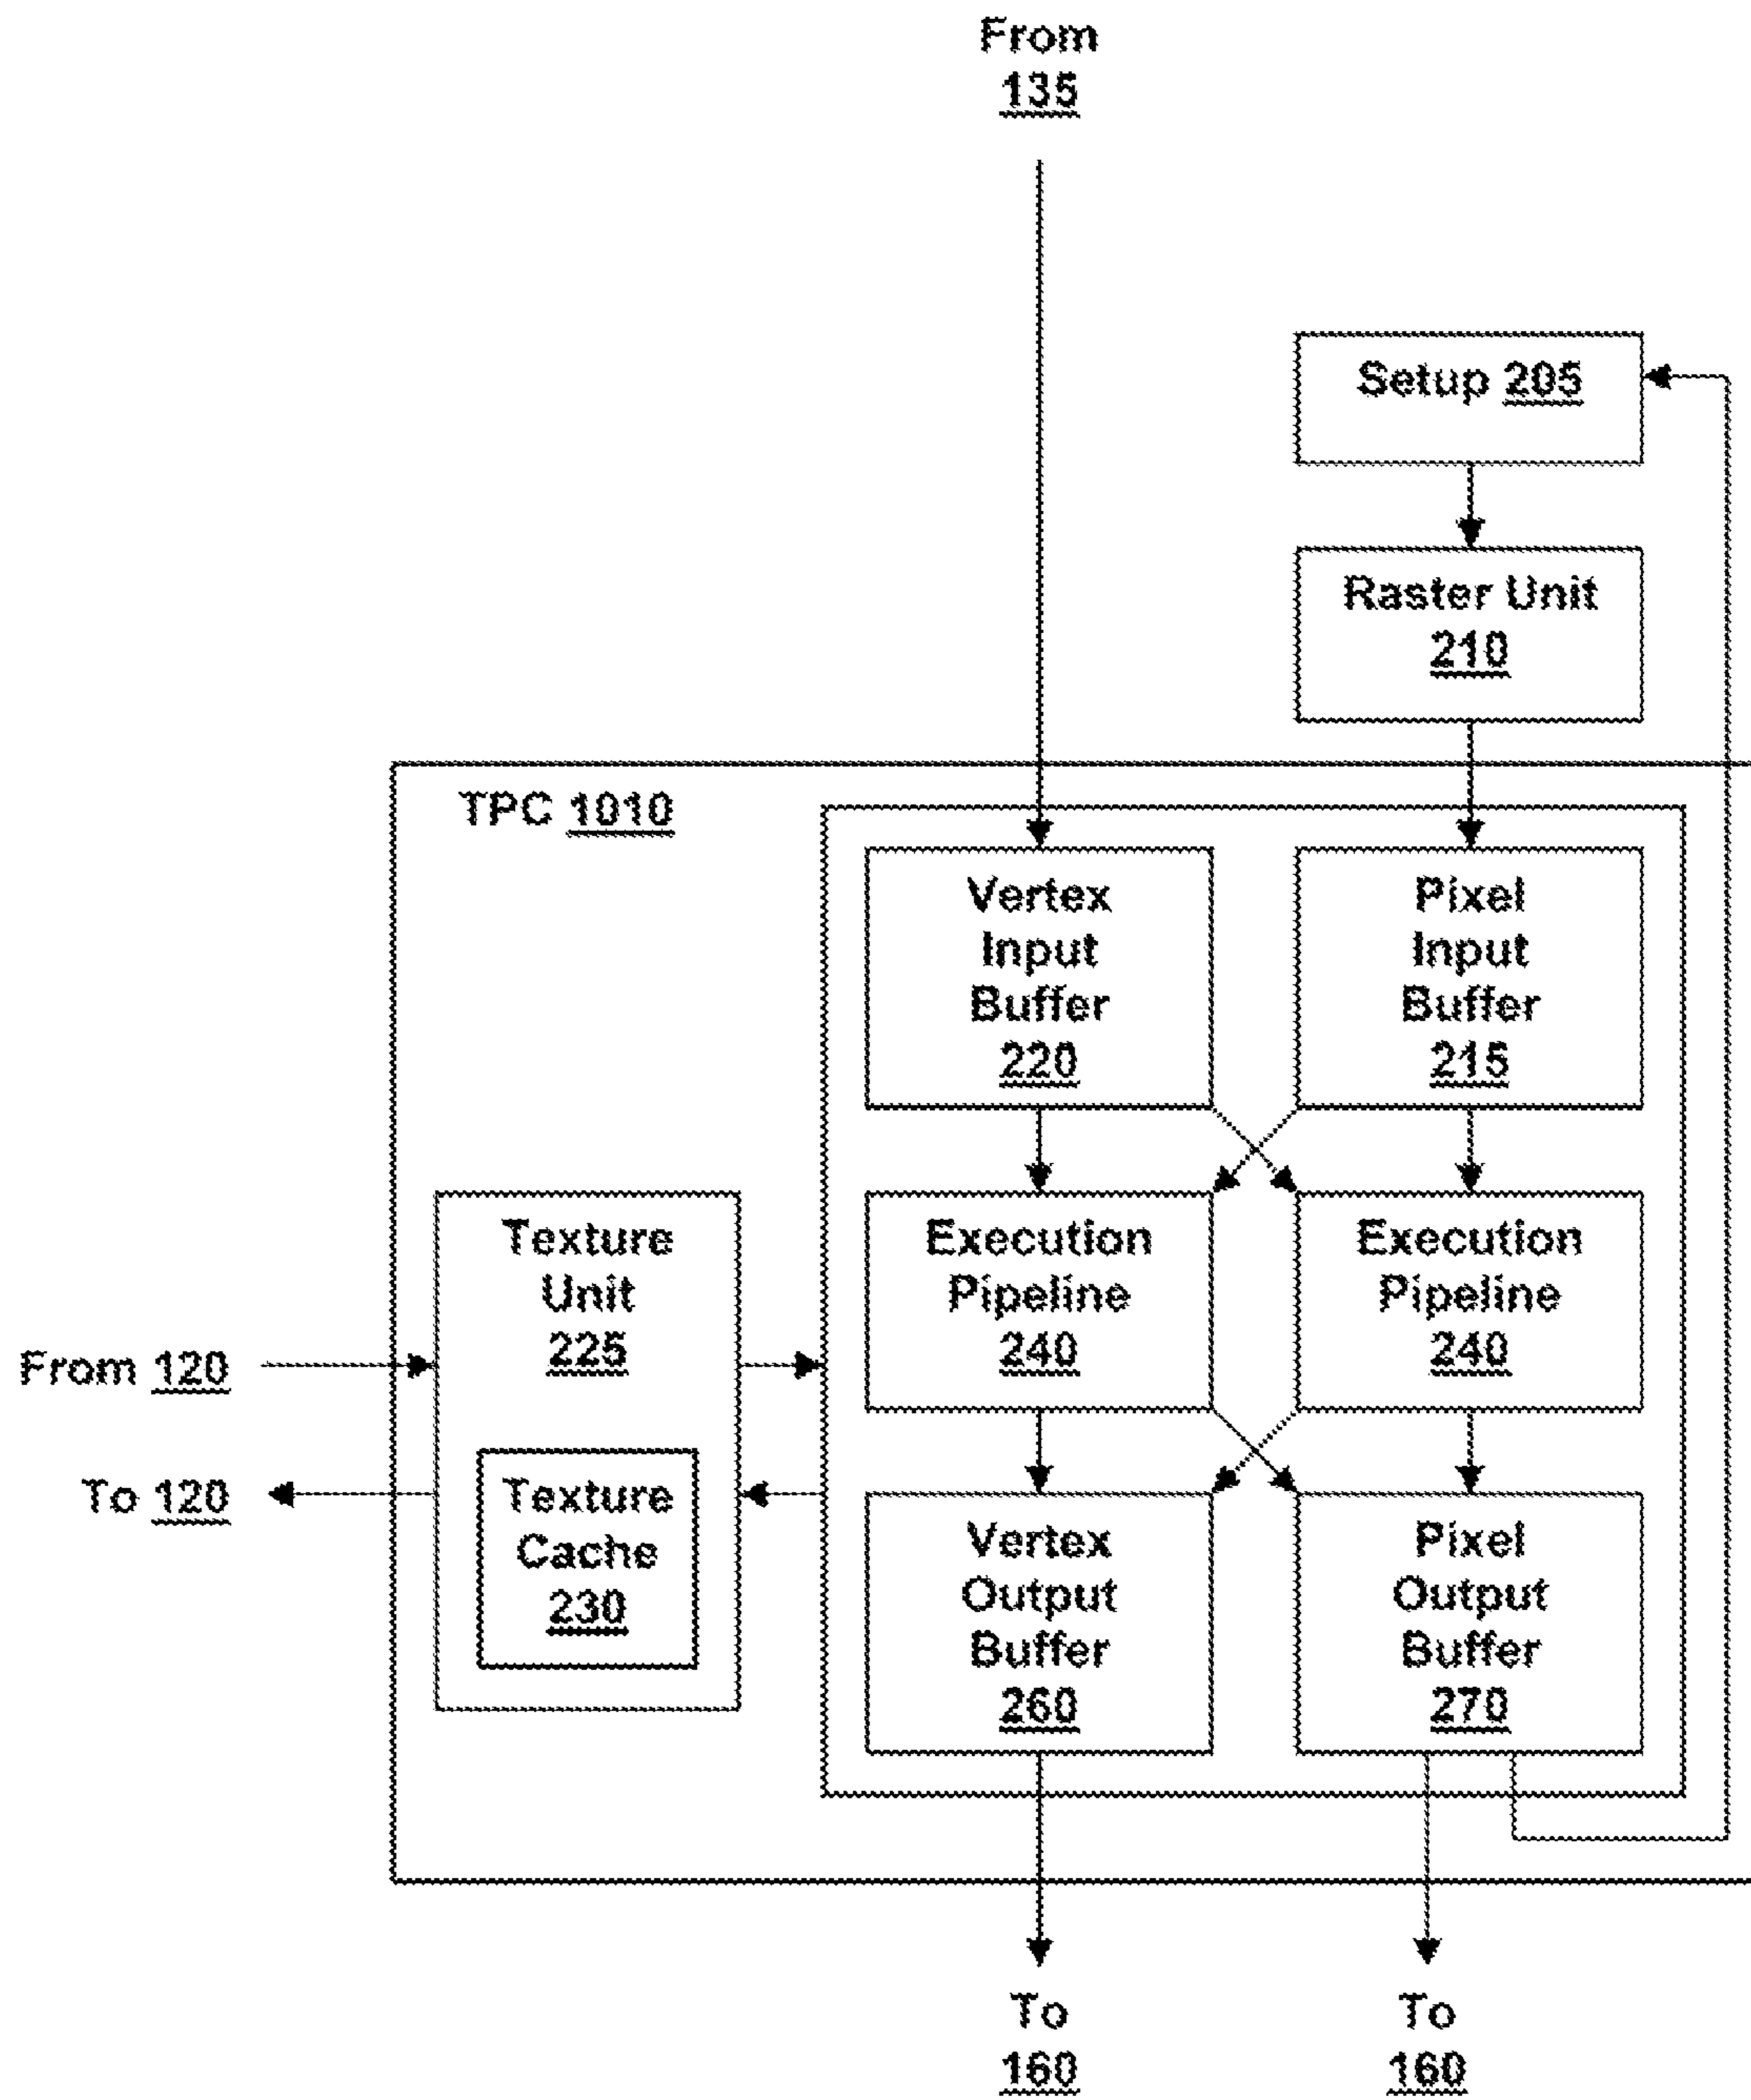 From
135
Setup 205
Raster Unit
210
TPC 1010
Vertex
Input
Buffer
220
Pixel
Input
Buffer
215
Texture
Unit
225
Execution
Pipeline
240
Execution
Pipeline
240
From 120
To 120
Texture
Cache
230
Vertex
Output
Buffer
260
Pixel
Output
Buffer
270
To
160
To
160